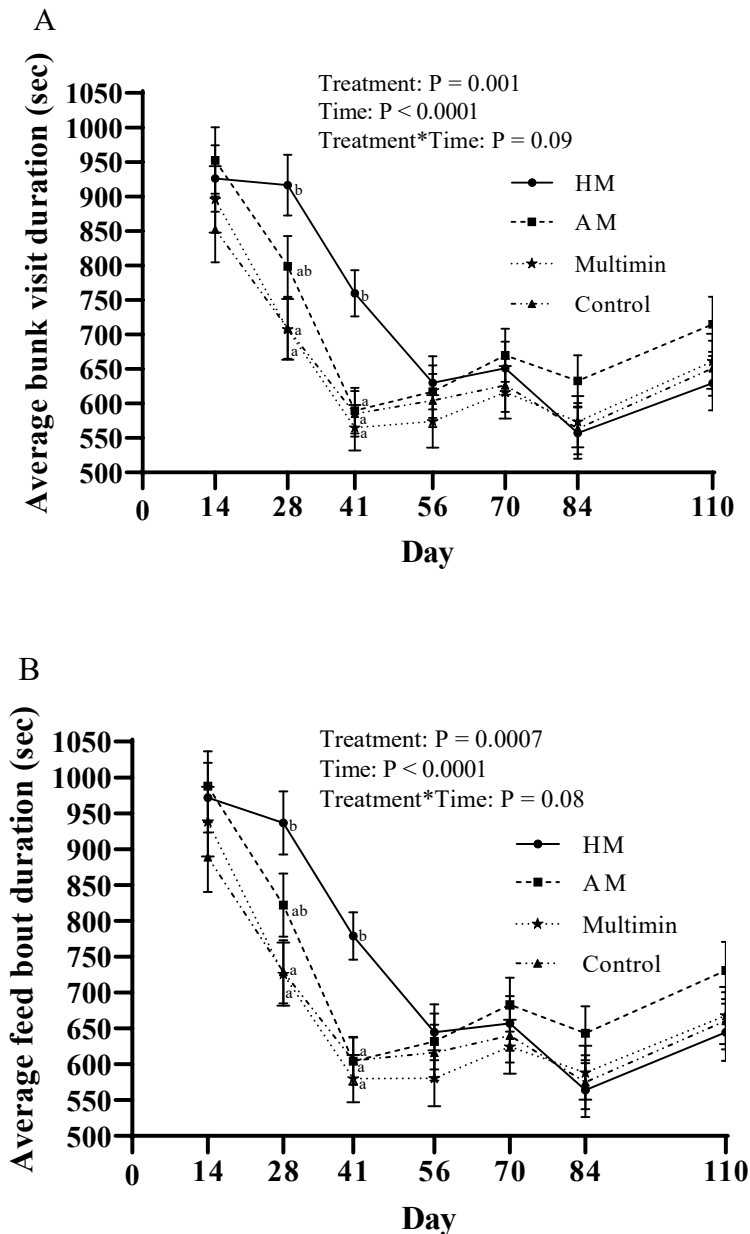 A
Average bunk visit duration (sec)
Treatment: P = 0.001
Time: P < 0.0001
Treatment*Time: P = 0.09
HM
AM
Multimin
Control
1050
1000
950
900
850
800
750
700
650
600
550
500
b
ab
a
a
b
a
a
a
0 14 28 41 56 70 84 110
Day
B
Average feed bout duration (sec)
Treatment: P = 0.0007
Time: P < 0.0001
Treatment*Time: P = 0.08
HM
AM
Multimin
Control
1050
1000
950
900
850
800
750
700
650
600
550
500
b
ab
a
a
b
a
a
a
0 14 28 41 56 70 84 110
Day